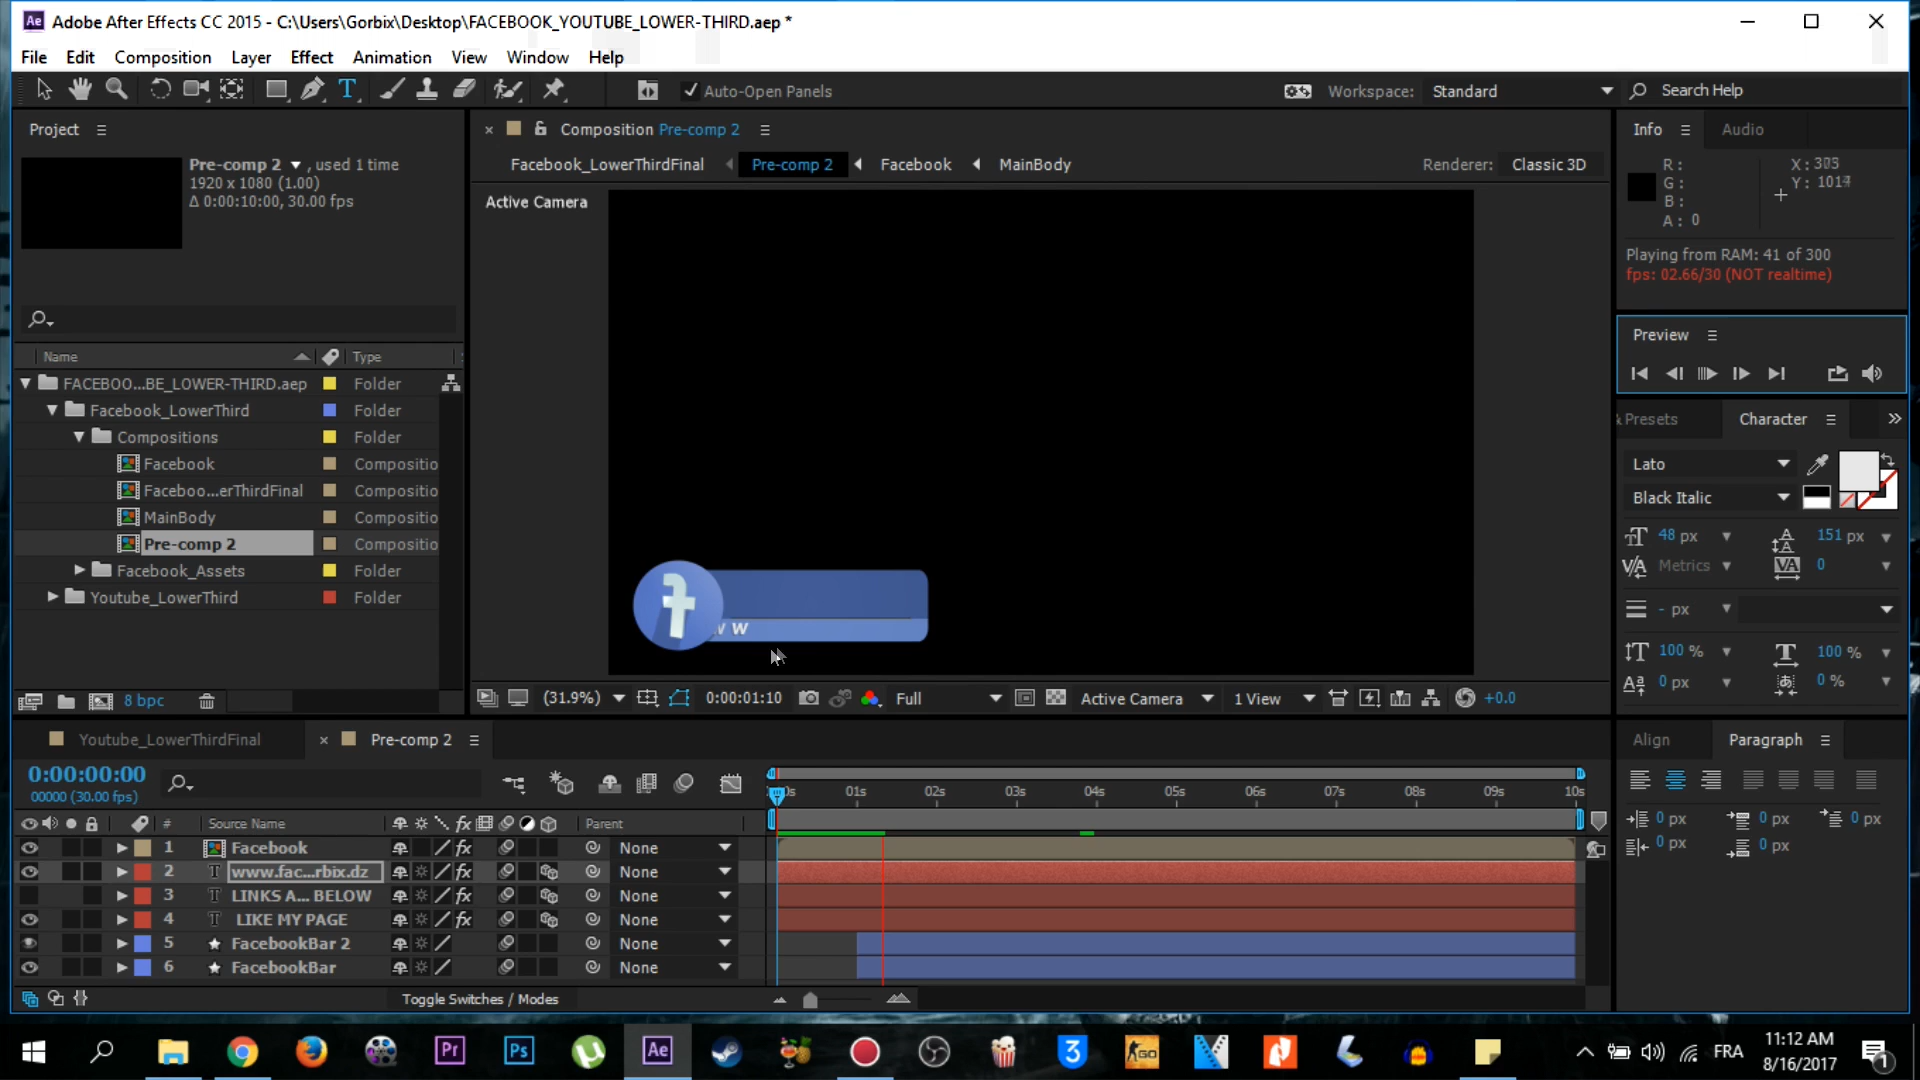 Adobe After Effects CC 2015 - C:\Users\Gorbix\Desktop\FACEBOOK_YOUTUBE_LOWER-THIRD.aep *
File Edit Composition Layer Effect Animation View Window Help
Auto-Open Panels
Workspace: Standard
Search Help
Project
Pre-comp 2 , used 1 time
1920 x 1080 (1.00)
Δ 0:00:10:00, 30.00 fps
Name Type
FACEBOO...BE_LOWER-THIRD.aep Folder
Facebook_LowerThird Folder
Compositions Folder
Facebook Compositio
Faceboo...erThirdFinal Compositio
MainBody Compositio
Pre-comp 2 Compositio
Facebook_Assets Folder
Youtube_LowerThird Folder
8 bpc
Composition Pre-comp 2
Facebook_LowerThirdFinal Pre-comp 2 Facebook MainBody
Renderer: Classic 3D
Active Camera
W
(31.9%) 0:00:01:10 Full Active Camera 1 View +0.0
Info Audio
R: X: 303
G: Y:
B:
A: 0
Playing from RAM: 41 of 300
fps: 02.66/30 (NOT realtime)
Preview
& Presets Character
Lato
Black Italic
48 px 151 px
Metrics 0
- px
100 % 100 %
0 px 0 %
Align Paragraph
0 px 0 px 0 px
0 px 0 px
Youtube_LowerThirdFinal Pre-comp 2
0:00:00:00
00000 (30.00 fps)
01s 02s 03s 04s 05s 06s 07s 08s 09s 10s
# Source Name Parent
1 Facebook None
2 www.fac...rbix.dz None
3 LINKS A... BELOW None
4 LIKE MY PAGE None
5 FacebookBar 2 None
6 FacebookBar None
Toggle Switches / Modes
Pr Ps Ae
3
GO
FRA
11:12 AM
8/16/2017
1